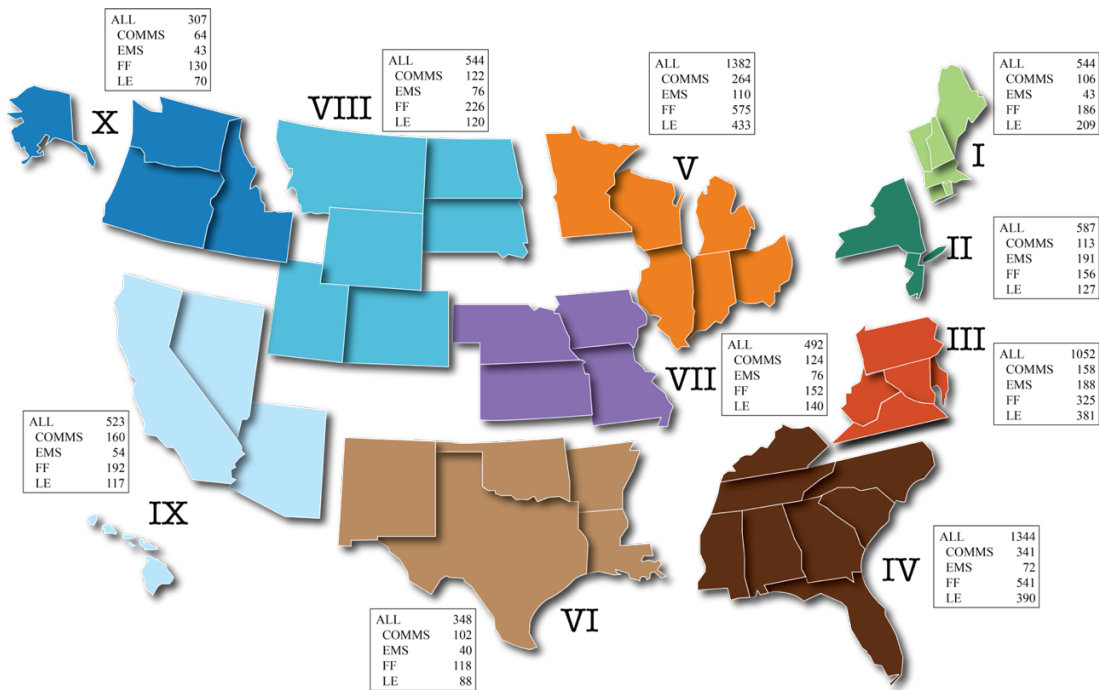 ALL 307
COMMS 64
EMS 43
FF 130
LE 70
X
VIII
ALL 544
COMMS 122
EMS 76
FF 226
LE 120
ALL 1382
COMMS 264
EMS 110
FF 575
LE 433
V
ALL 544
COMMS 106
EMS 43
FF 186
LE 209
I
II
ALL 587
COMMS 113
EMS 191
FF 156
LE 127
III
ALL 1052
COMMS 158
EMS 188
FF 325
LE 381
VII
ALL 492
COMMS 124
EMS 76
FF 152
LE 140
ALL 523
COMMS 160
EMS 54
FF 192
LE 117
IX
IV
ALL 1344
COMMS 341
EMS 72
FF 541
LE 390
VI
ALL 348
COMMS 102
EMS 40
FF 118
LE 88